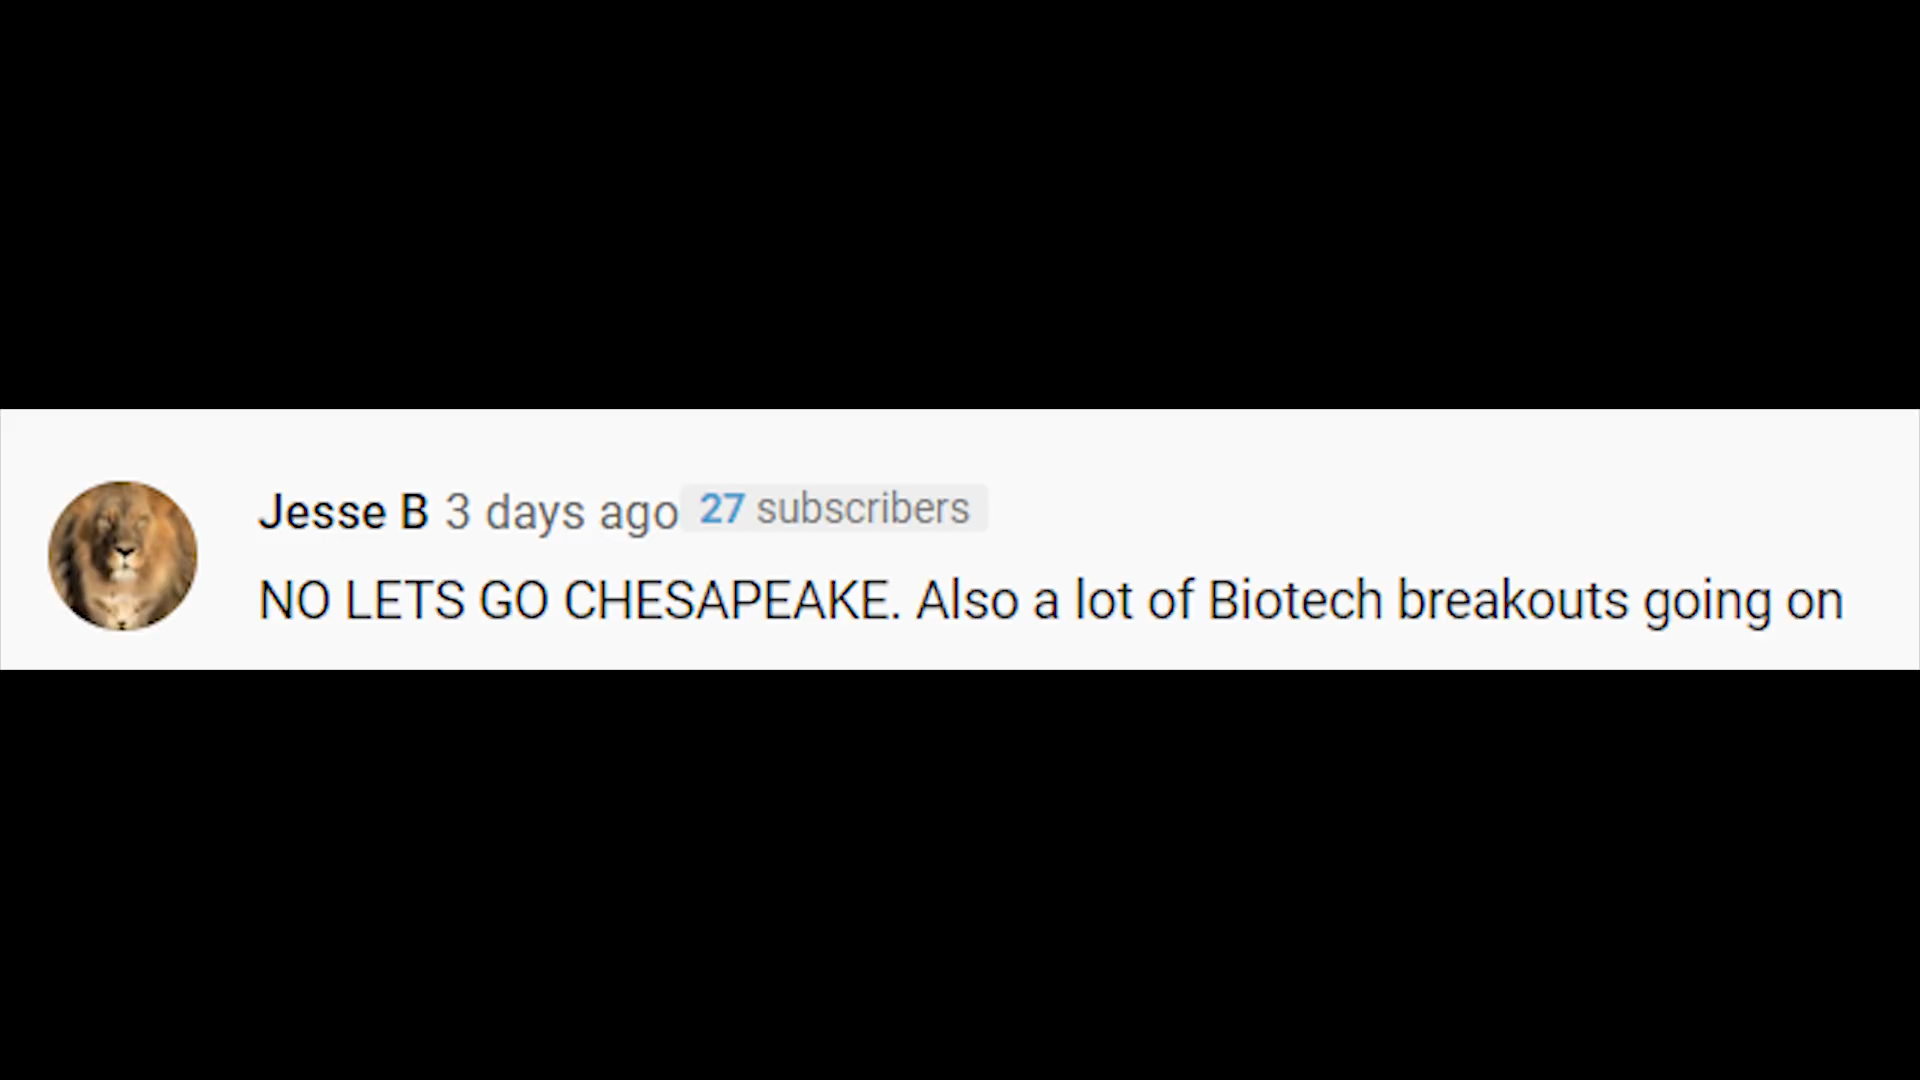 Jesse B 3 days ago 27 subscribers
NO LETS GO CHESAPEAKE. Also a lot of Biotech breakouts going on